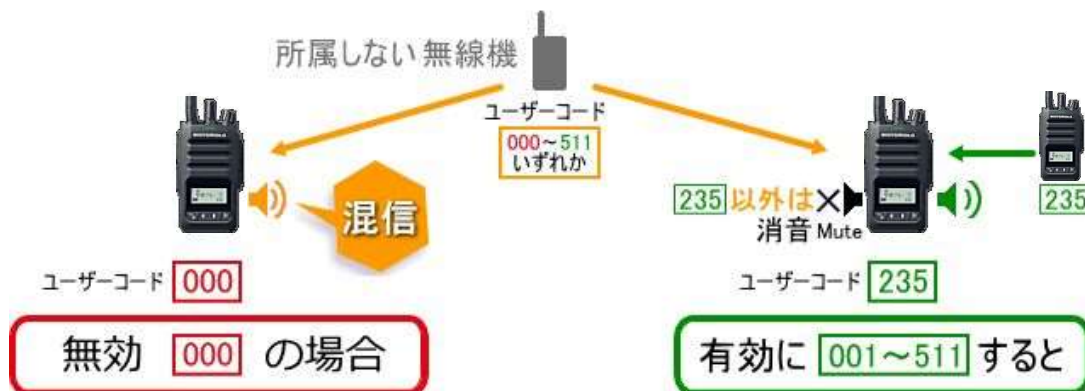 所属しない無線機
ユーザーコード
000～511
いずれか
混信
235以外は×
消音 Mute
235
ユーザーコード 000
ユーザーコード 235
無効 000 の場合
有効に 001～511 すると
MOTOROLA
MOTOROLA